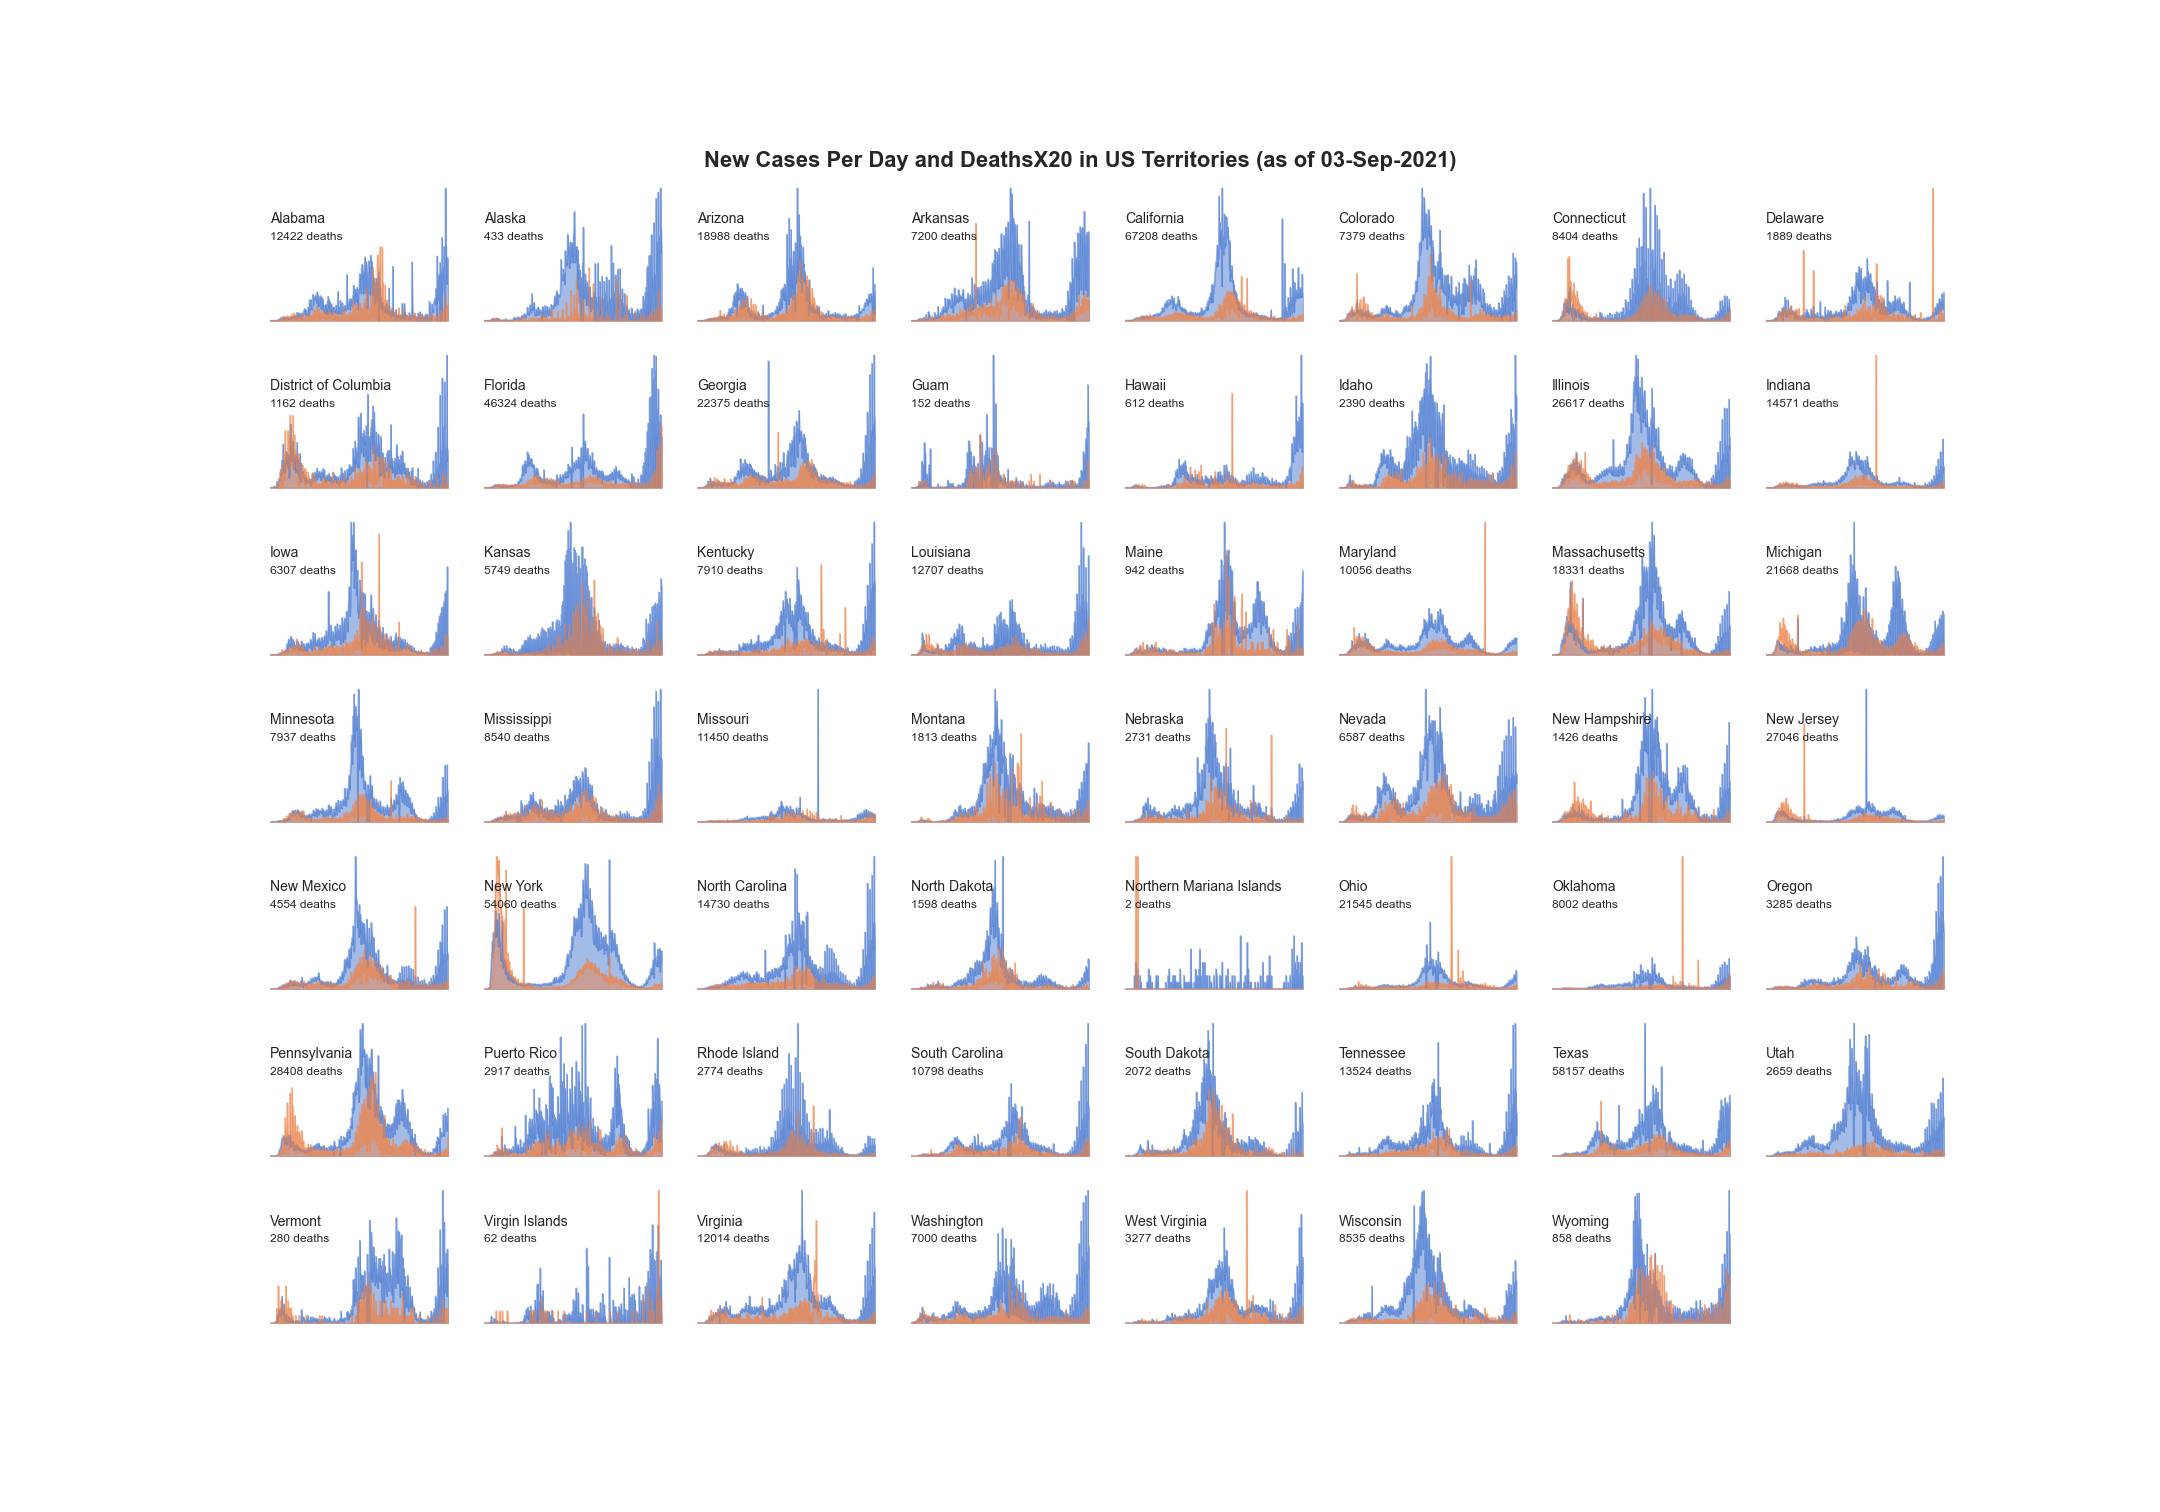 New Cases Per Day and DeathsX20 in US Territories (as of 03-Sep-2021)
Alabama
12422 deaths
Alaska
433 deaths
Arizona
18988 deaths
Arkansas
7200 deaths
California
67208 deaths
Colorado
7379 deaths
Connecticut
8404 deaths
Delaware
1889 deaths
District of Columbia
1162 deaths
Florida
46324 deaths
Georgia
22375 deaths
Guam
152 deaths
Hawaii
612 deaths
Idaho
2390 deaths
Illinois
26617 deaths
Indiana
14571 deaths
Iowa
6307 deaths
Kansas
5749 deaths
Kentucky
7910 deaths
Louisiana
12707 deaths
Maine
942 deaths
Maryland
10056 deaths
Massachusetts
18331 deaths
Michigan
21668 deaths
Minnesota
7937 deaths
Mississippi
8540 deaths
Missouri
11450 deaths
Montana
1813 deaths
Nebraska
2731 deaths
Nevada
6587 deaths
New Hampshire
1426 deaths
New Jersey
27046 deaths
New Mexico
4554 deaths
New York
54060 deaths
North Carolina
14730 deaths
North Dakota
1598 deaths
Northern Mariana Islands
2 deaths
Ohio
21545 deaths
Oklahoma
8002 deaths
Oregon
3285 deaths
Pennsylvania
28408 deaths
Puerto Rico
2917 deaths
Rhode Island
2774 deaths
South Carolina
10798 deaths
South Dakota
2072 deaths
Tennessee
13524 deaths
Texas
58157 deaths
Utah
2659 deaths
Vermont
280 deaths
Virgin Islands
62 deaths
Virginia
12014 deaths
Washington
7000 deaths
West Virginia
3277 deaths
Wisconsin
8535 deaths
Wyoming
858 deaths